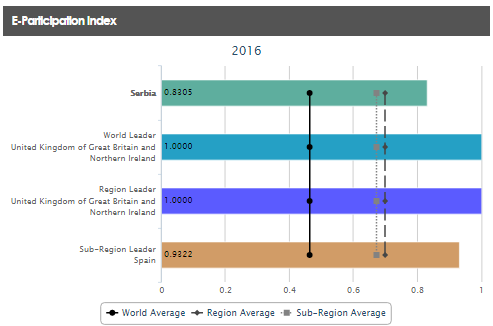 E-Participation Index
2016
Serbia
0.8305
World Leader
United Kingdom of Great Britain and
Northern Ireland
1.0000
Region Leader
United Kingdom of Great Britain and
Northern Ireland
1.0000
Sub-Region Leader
Spain
0.9322
0 0.2 0.4 0.6 0.8 1
World Average Region Average Sub-Region Average